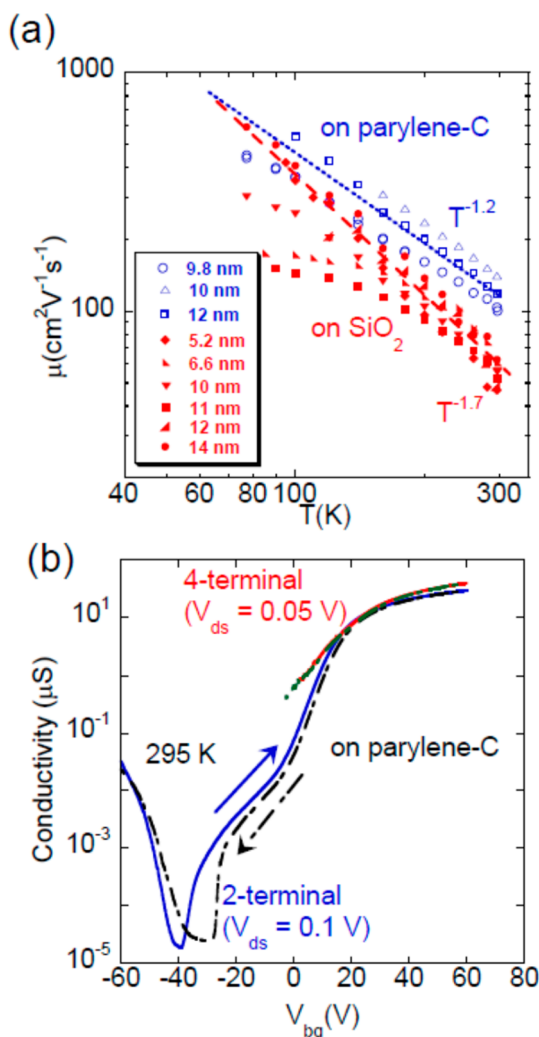 (a)
1000
on parylene-C
T⁻¹·²
μ(cm²V⁻¹s⁻¹)
9.8 nm
10 nm
12 nm
5.2 nm
6.6 nm
10 nm
11 nm
12 nm
14 nm
100
on SiO₂
T⁻¹·⁷
40 60 80 100 300
T(K)
(b)
4-terminal
(V_ds = 0.05 V)
10¹
10⁻¹
10⁻³
10⁻⁵
Conductivity (μS)
295 K
on parylene-C
2-terminal
(V_ds = 0.1 V)
-60 -40 -20 0 20 40 60 80
V_bg(V)